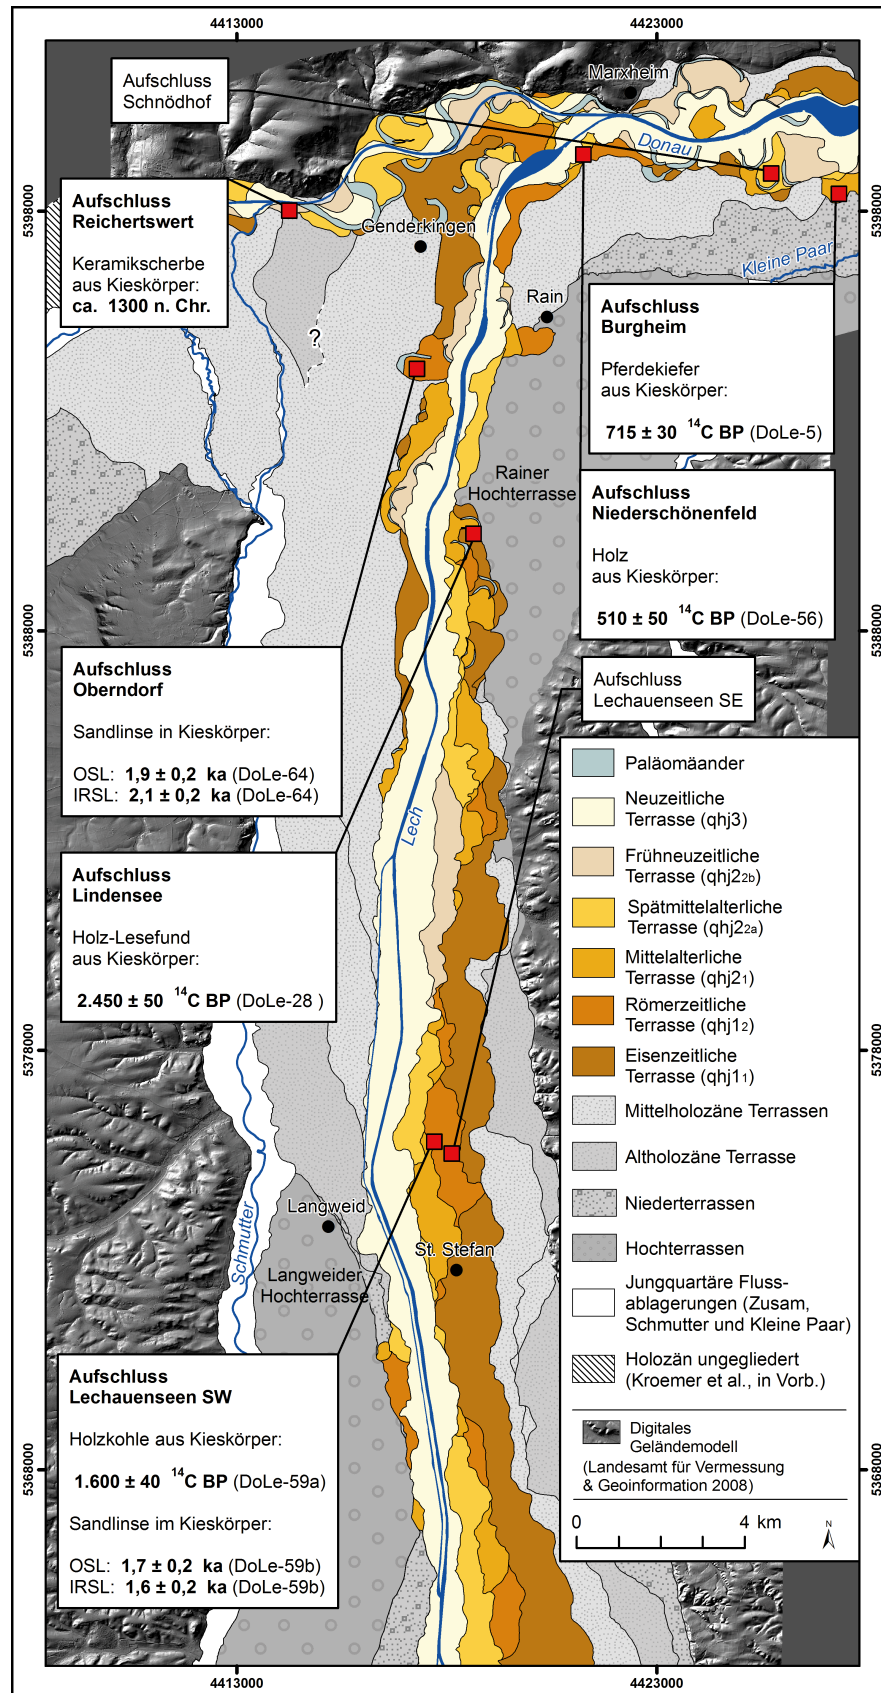 4413000
4423000
Aufschluss
Schnödhof
Marxheim
Donau
5398000
5398000
Aufschluss
Reichertswert
Keramikscherbe
aus Kieskörper:
ca. 1300 n. Chr.
Genderkingen
Kleine Paar
Rain
?
Aufschluss
Burgheim
Pferdekiefer
aus Kieskörper:
715 ± 30 14C BP (DoLe-5)
Rainer
Hochterrasse
Aufschluss
Niederschönenfeld
Holz
aus Kieskörper:
510 ± 50 14C BP (DoLe-56)
5388000
5388000
Aufschluss
Oberndorf
Sandlinse in Kieskörper:
OSL: 1,9 ± 0,2 ka (DoLe-64)
IRSL: 2,1 ± 0,2 ka (DoLe-64)
Aufschluss
Lechauenseen SE
Lech
Aufschluss
Lindensee
Holz-Lesefund
aus Kieskörper:
2.450 ± 50 14C BP (DoLe-28 )
Paläomäander
Neuzeitliche
Terrasse (qhj3)
Frühneuzeitliche
Terrasse (qhj22b)
Spätmittelalterliche
Terrasse (qhj22a)
Mittelalterliche
Terrasse (qhj21)
Römerzeitliche
Terrasse (qhj12)
Eisenzeitliche
Terrasse (qhj11)
Mittelholozäne Terrassen
Altholozäne Terrasse
Niederterrassen
Hochterrassen
Jungquartäre Fluss-
ablagerungen (Zusam,
Schmutter und Kleine Paar)
Holozän ungegliedert
(Kroemer et al., in Vorb.)
Digitales
Geländemodell
(Landesamt für Vermessung
& Geoinformation 2008)
0 4 km
N
5378000
5378000
Schmutter
Langweid
St. Stefan
Langweider
Hochterrasse
Aufschluss
Lechauenseen SW
Holzkohle aus Kieskörper:
1.600 ± 40 14C BP (DoLe-59a)
Sandlinse im Kieskörper:
OSL: 1,7 ± 0,2 ka (DoLe-59b)
IRSL: 1,6 ± 0,2 ka (DoLe-59b)
5368000
5368000
4413000
4423000